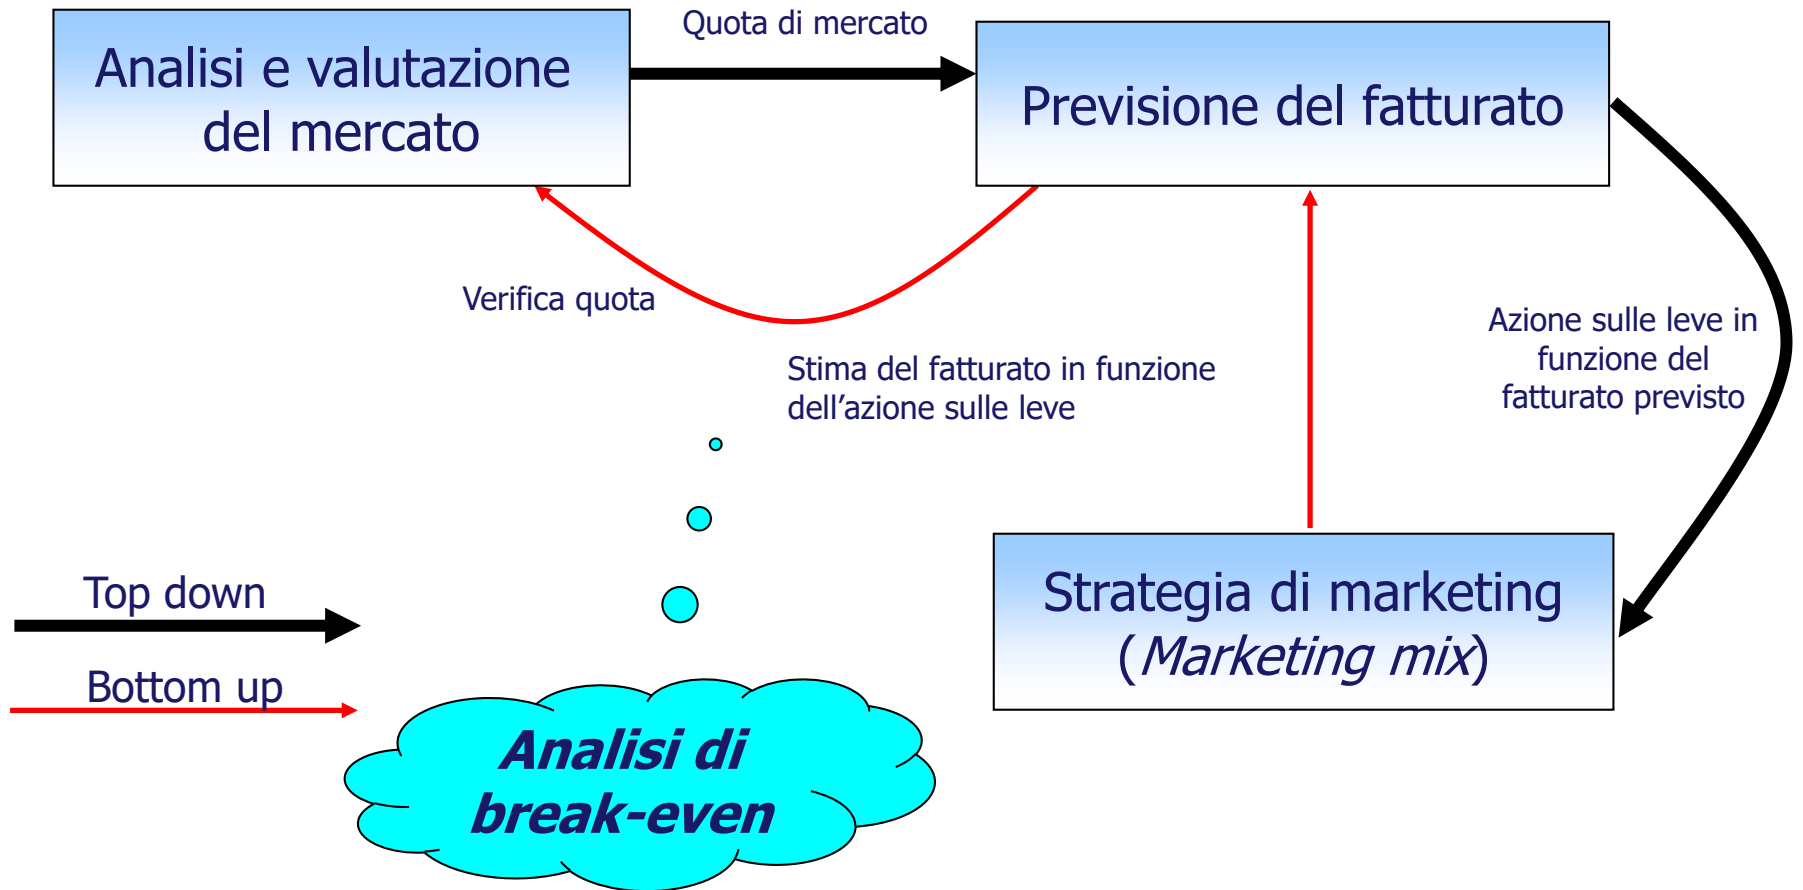 Quota di mercato
Analisi e valutazione
del mercato
Previsione del fatturato
Verifica quota
Stima del fatturato in funzione
dell’azione sulle leve
Azione sulle leve in
funzione del
fatturato previsto
Top down
Bottom up
Strategia di marketing
(Marketing mix)
Analisi di
break-even